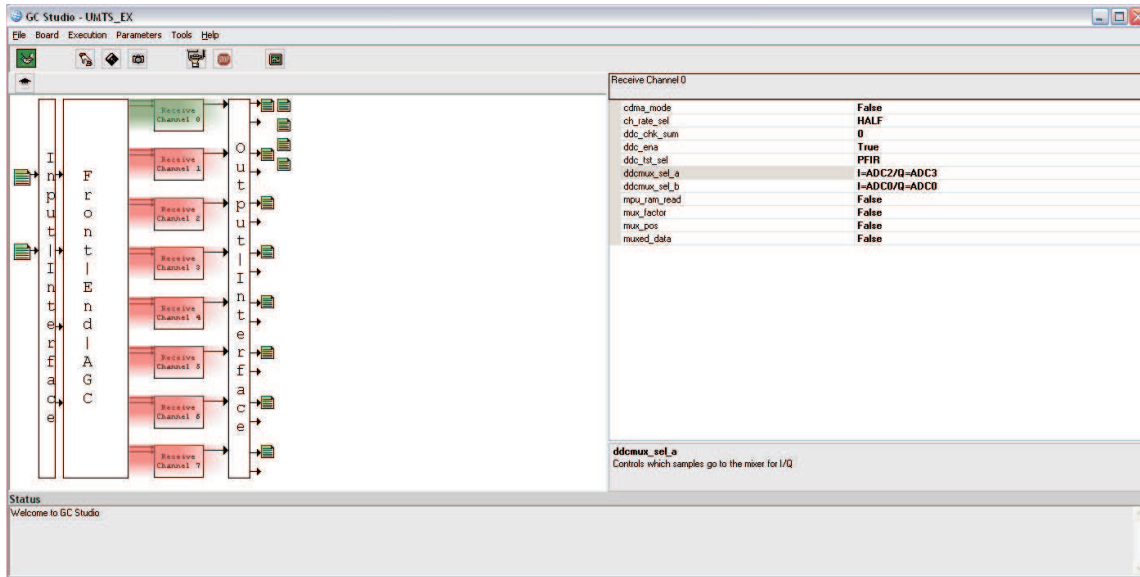 GC Studio - UMTS_EX
File Board Execution Parameters Tools Help
Receive Channel 0
Input|Interface
Front|End|AGC
Receive Channel 0
Receive Channel 1
Receive Channel 2
Receive Channel 3
Receive Channel 4
Receive Channel 5
Receive Channel 6
Receive Channel 7
Output|Interface
cdma_mode False
ch_rate_sel HALF
ddc_chk_sum 0
ddc_ena True
ddc_tst_sel PFIR
ddcmux_sel_a I=ADC2/Q=ADC3
ddcmux_sel_b I=ADC0/Q=ADC0
mpu_ram_read False
mux_factor False
mux_pos False
muxed_data False
ddcmux_sel_a
Controls which samples go to the mixer for I/Q
Status
Welcome to GC Studio